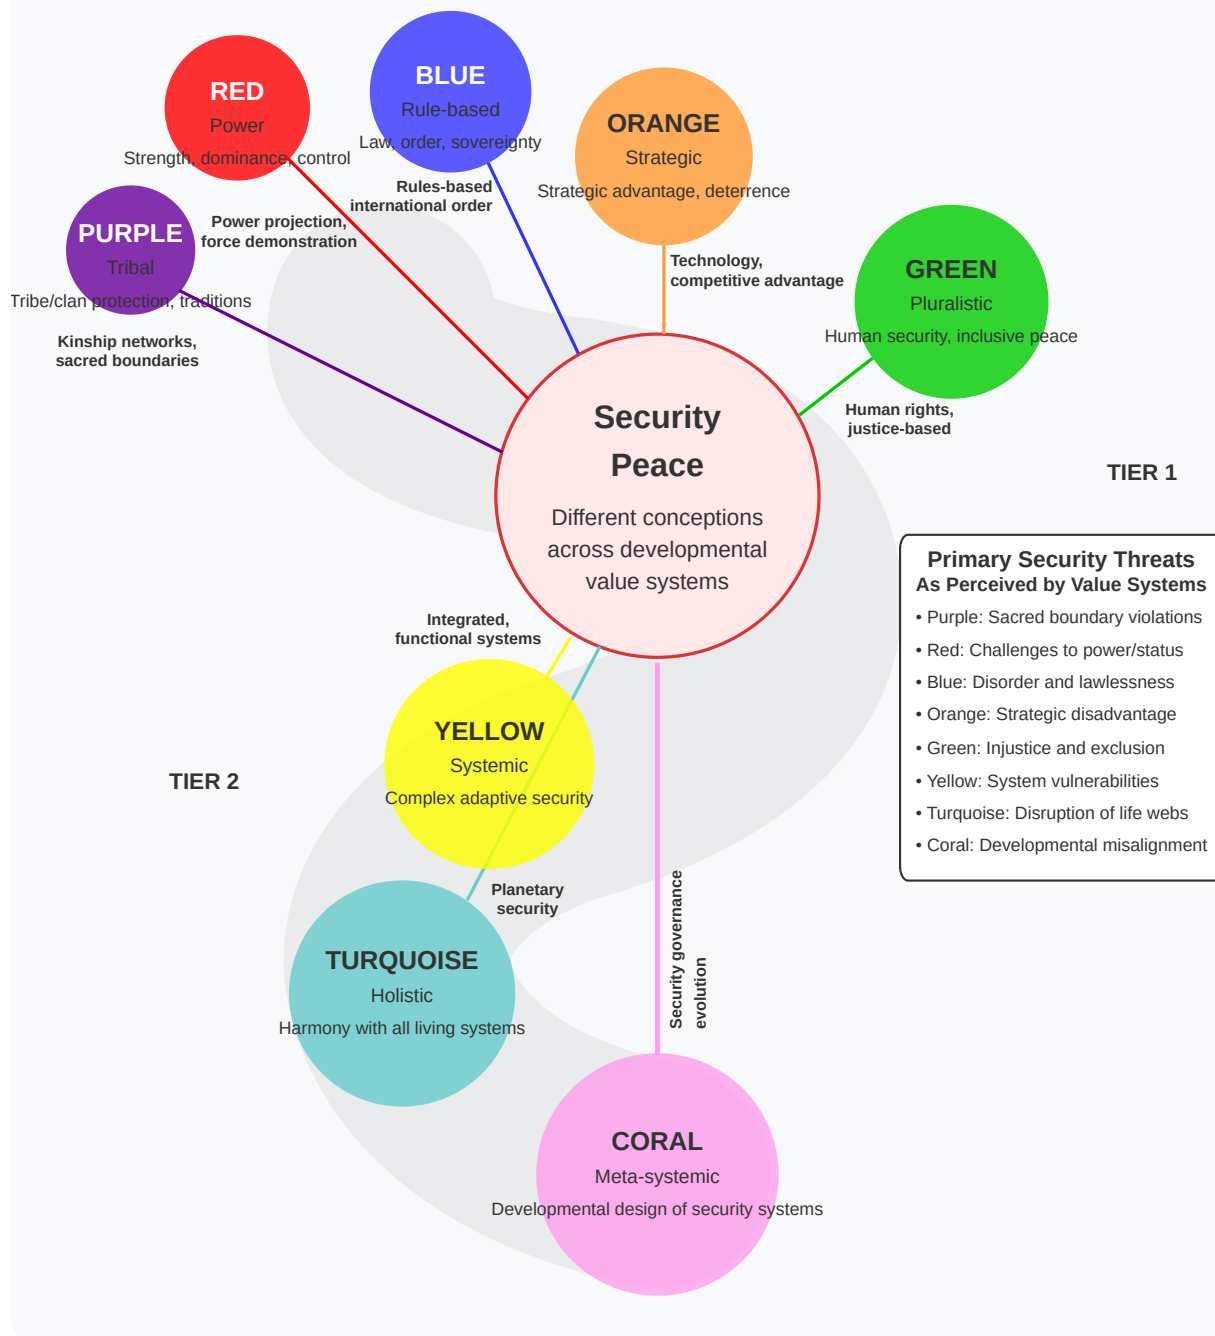 RED
Power
Strength, dominance, control
BLUE
Rule-based
Law, order, sovereignty
ORANGE
Strategic
Strategic advantage, deterrence
PURPLE
Tribal
Tribe/clan protection, traditions
GREEN
Pluralistic
Human security, inclusive peace
Kinship networks,
sacred boundaries
Power projection,
force demonstration
Rules-based
international order
Technology,
competitive advantage
Human rights,
justice-based
Security
Peace
Different conceptions
across developmental
value systems
TIER 1
Primary Security Threats
As Perceived by Value Systems
• Purple: Sacred boundary violations
• Red: Challenges to power/status
• Blue: Disorder and lawlessness
• Orange: Strategic disadvantage
• Green: Injustice and exclusion
• Yellow: System vulnerabilities
• Turquoise: Disruption of life webs
• Coral: Developmental misalignment
Integrated,
functional systems
YELLOW
Systemic
Complex adaptive security
TIER 2
Planetary
security
TURQUOISE
Holistic
Harmony with all living systems
Security governance
evolution
CORAL
Meta-systemic
Developmental design of security systems